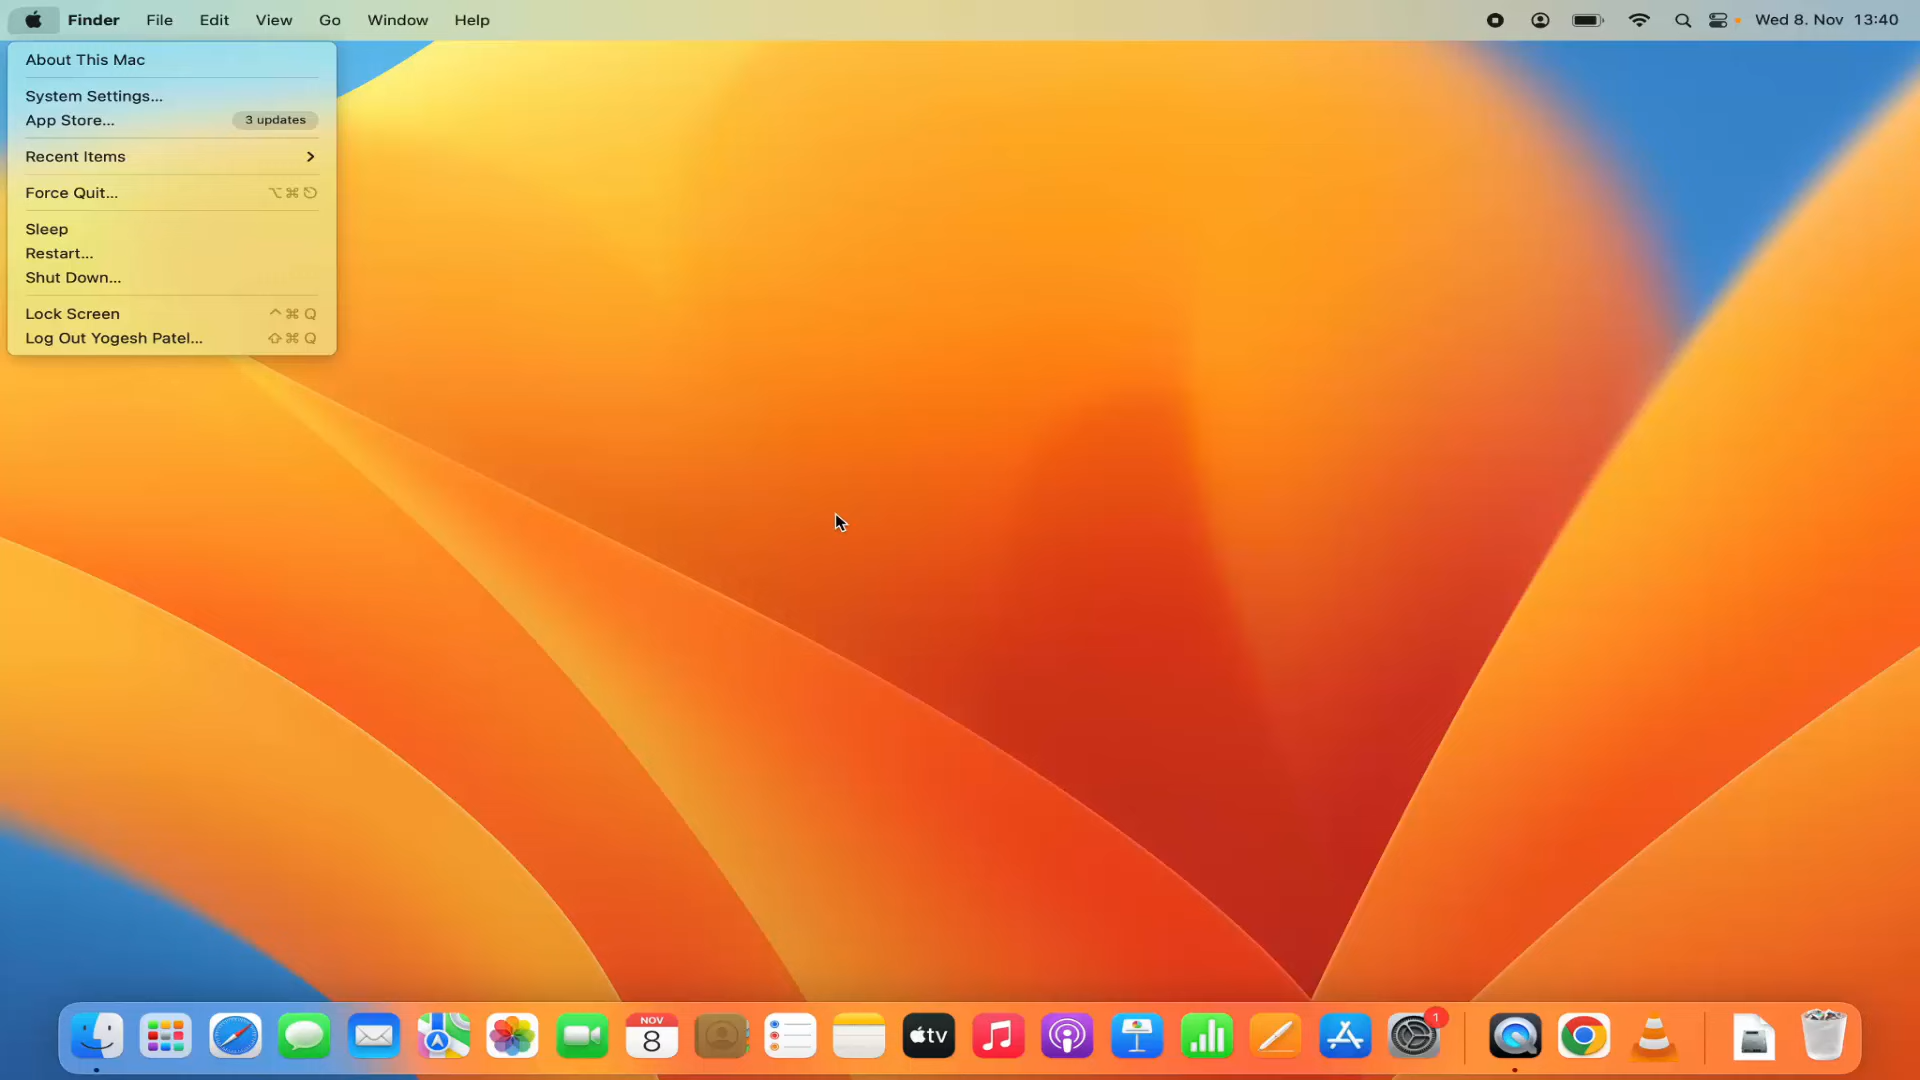 Finder File Edit View Go Window Help Wed 8. Nov 13:40
About This Mac
System Settings...
App Store... 3 updates
Recent Items
Force Quit... ⌥⌘⎋
Sleep
Restart...
Shut Down...
Lock Screen ^⌘Q
Log Out Yogesh Patel... ⇧⌘Q
NOV
8
tv
1